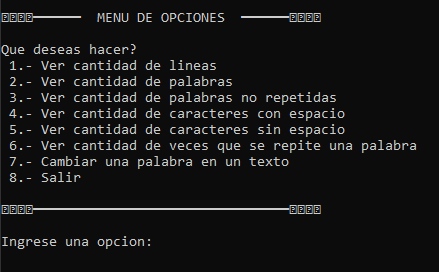 MENU DE OPCIONES
Que deseas hacer?
1.- Ver cantidad de lineas
2.- Ver cantidad de palabras
3.- Ver cantidad de palabras no repetidas
4.- Ver cantidad de caracteres con espacio
5.- Ver cantidad de caracteres sin espacio
6.- Ver cantidad de veces que se repite una palabra
7.- Cambiar una palabra en un texto
8.- Salir
Ingrese una opcion: